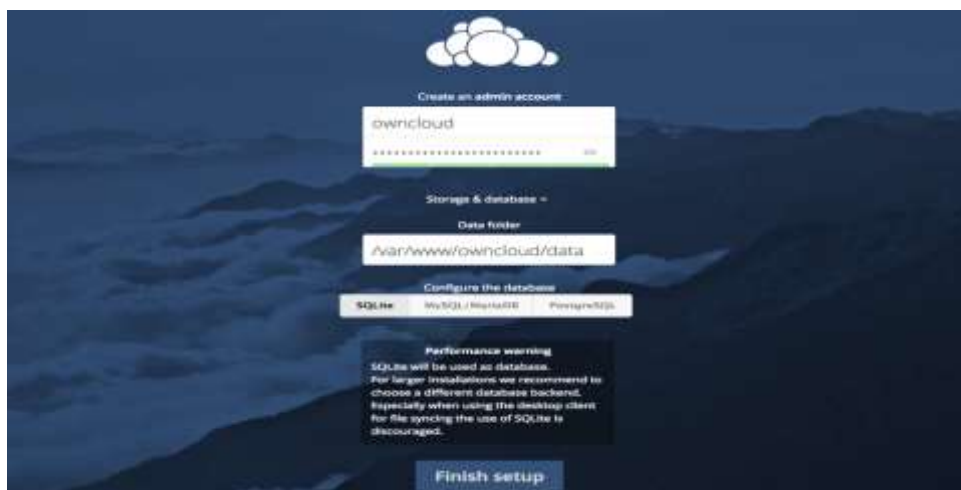 Create an admin account
owncloud
Storage & database
Data folder
/var/www/owncloud/data
Configure the database
SQLite MySQL/MariaDB PostgreSQL
Performance warning
SQLite will be used as database.
For larger installations we recommend to
choose a different database backend.
Especially when using the desktop client
for file syncing the use of SQLite is
discouraged.
Finish setup